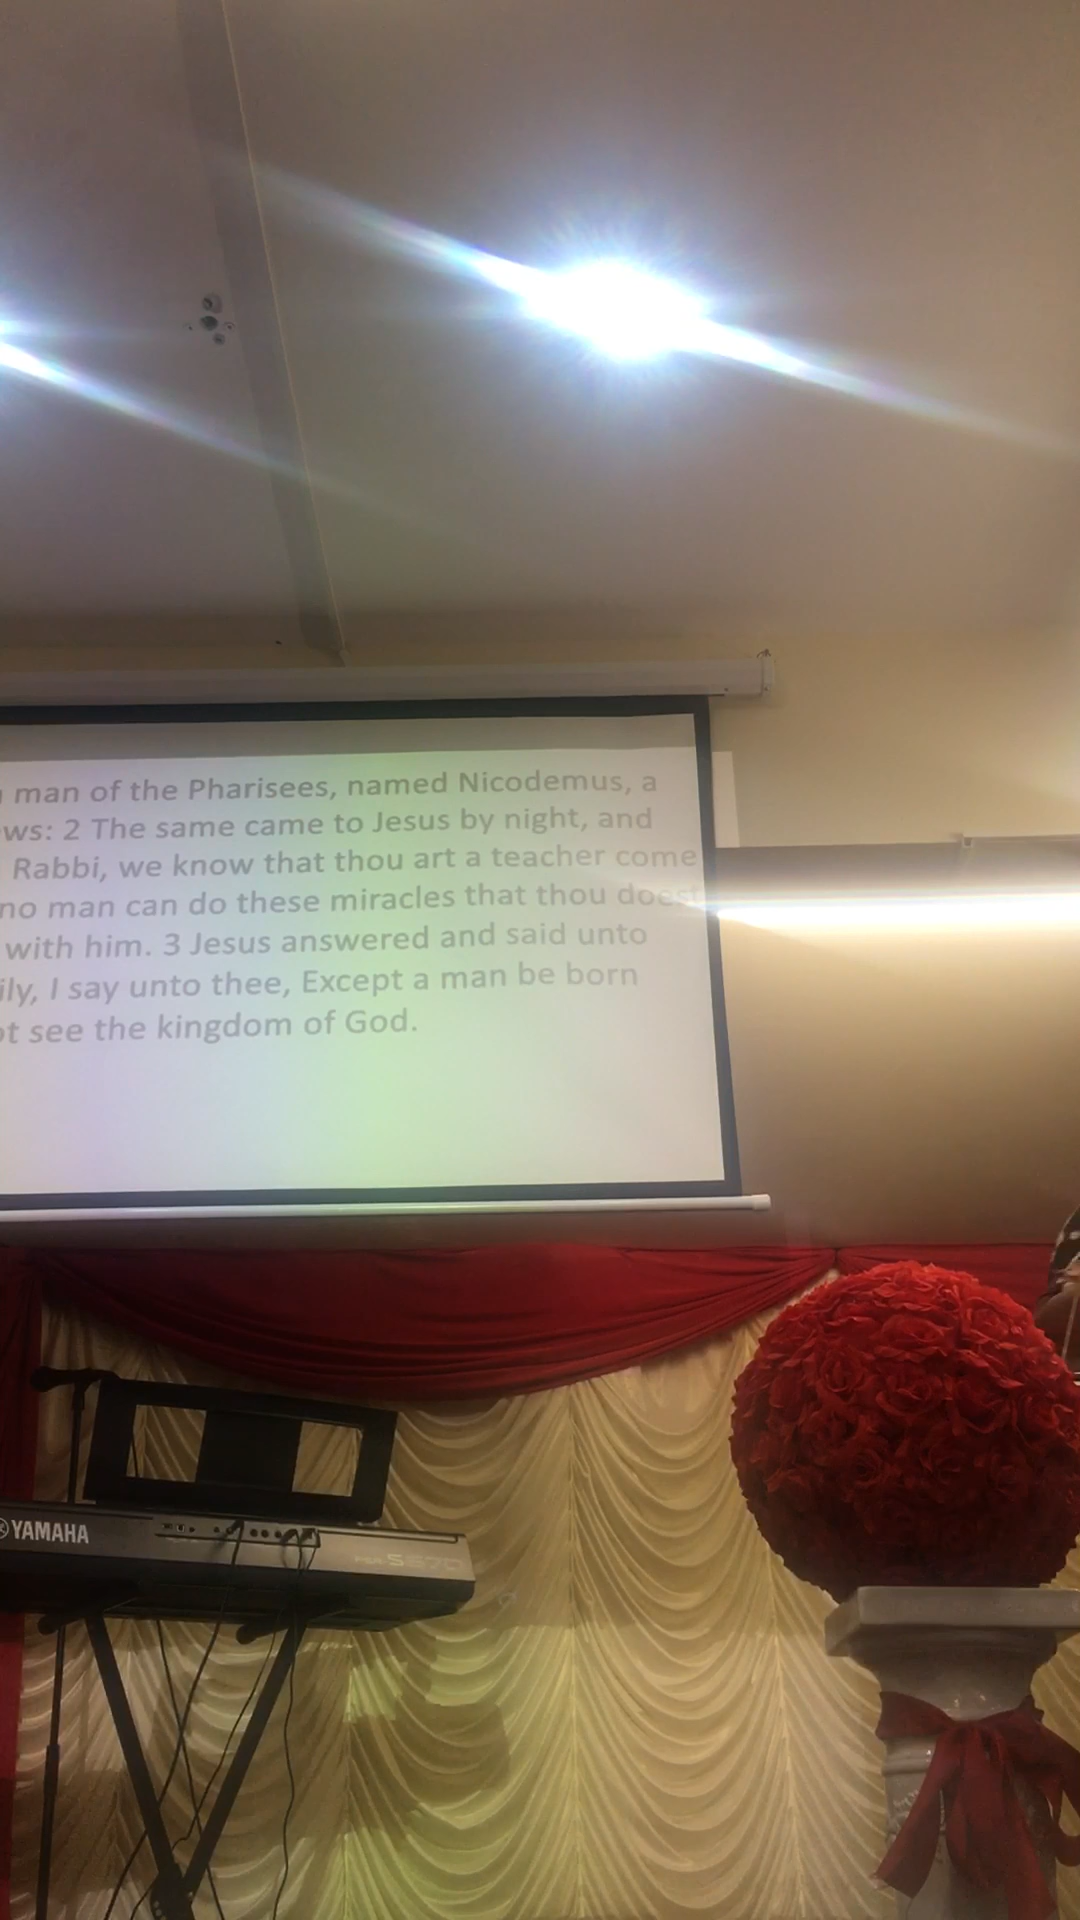 man of the Pharisees, named Nicodemus, a
ws: 2 The same came to Jesus by night, and
Rabbi, we know that thou art a teacher come
no man can do these miracles that thou doest
with him. 3 Jesus answered and said unto
ily, I say unto thee, Except a man be born
ot see the kingdom of God.
YAMAHA